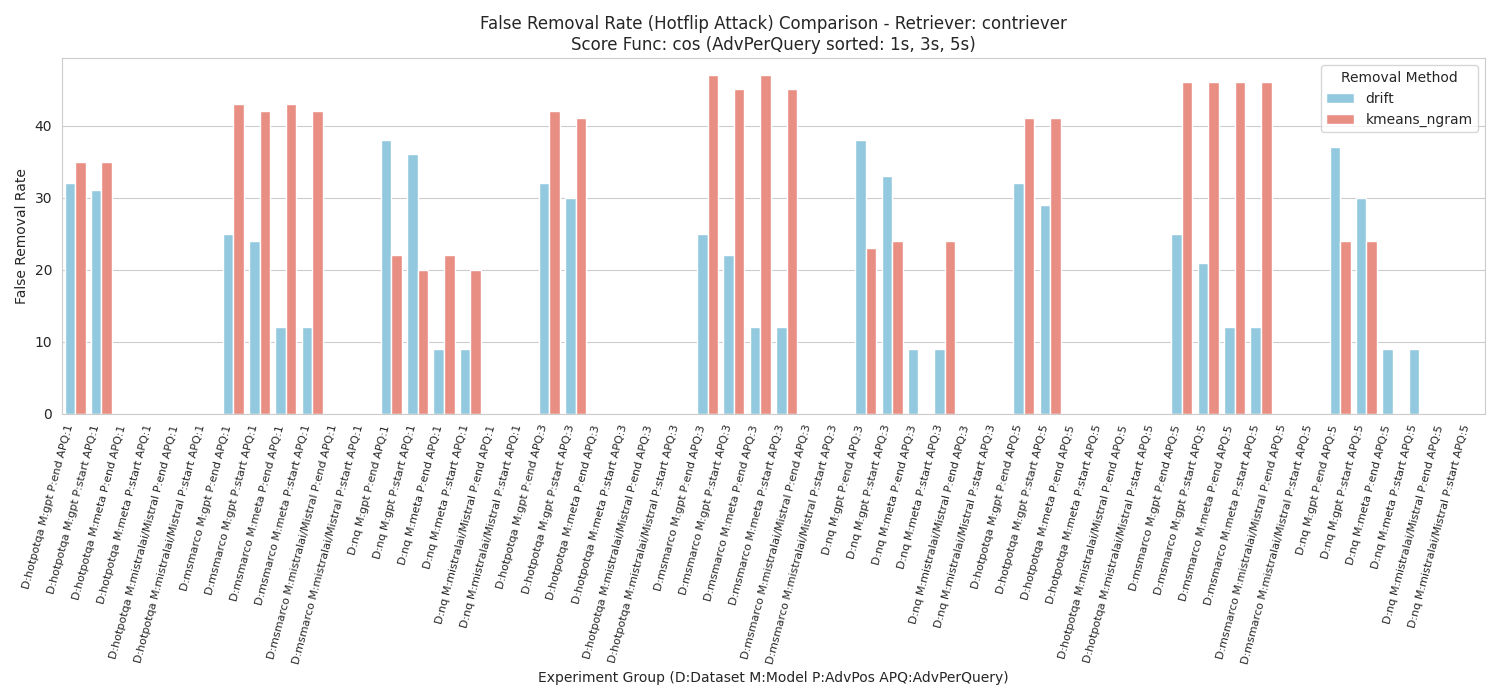 False Removal Rate (Hotflip Attack) Comparison - Retriever: contriever
Score Func: cos (AdvPerQuery sorted: 1s, 3s, 5s)
Removal Method
drift
kmeans_ngram
False Removal Rate
40
30
20
10
0
D:hotpotqa M:gpt P:end APQ:1
D:hotpotqa M:gpt P:start APQ:1
D:hotpotqa M:meta P:end APQ:1
D:hotpotqa M:meta P:start APQ:1
D:hotpotqa M:mistralai/Mistral P:end APQ:1
D:hotpotqa M:mistralai/Mistral P:start APQ:1
D:msmarco M:gpt P:end APQ:1
D:msmarco M:gpt P:start APQ:1
D:msmarco M:meta P:end APQ:1
D:msmarco M:meta P:start APQ:1
D:msmarco M:mistralai/Mistral P:end APQ:1
D:msmarco M:mistralai/Mistral P:start APQ:1
D:nq M:gpt P:end APQ:1
D:nq M:gpt P:start APQ:1
D:nq M:meta P:end APQ:1
D:nq M:meta P:start APQ:1
D:nq M:mistralai/Mistral P:end APQ:1
D:nq M:mistralai/Mistral P:start APQ:1
D:hotpotqa M:gpt P:end APQ:3
D:hotpotqa M:gpt P:start APQ:3
D:hotpotqa M:meta P:end APQ:3
D:hotpotqa M:meta P:start APQ:3
D:hotpotqa M:mistralai/Mistral P:end APQ:3
D:hotpotqa M:mistralai/Mistral P:start APQ:3
D:msmarco M:gpt P:end APQ:3
D:msmarco M:gpt P:start APQ:3
D:msmarco M:meta P:end APQ:3
D:msmarco M:meta P:start APQ:3
D:msmarco M:mistralai/Mistral P:end APQ:3
D:msmarco M:mistralai/Mistral P:start APQ:3
D:nq M:gpt P:end APQ:3
D:nq M:gpt P:start APQ:3
D:nq M:meta P:end APQ:3
D:nq M:meta P:start APQ:3
D:nq M:mistralai/Mistral P:end APQ:3
D:nq M:mistralai/Mistral P:start APQ:3
D:hotpotqa M:gpt P:end APQ:5
D:hotpotqa M:gpt P:start APQ:5
D:hotpotqa M:meta P:end APQ:5
D:hotpotqa M:meta P:start APQ:5
D:hotpotqa M:mistralai/Mistral P:end APQ:5
D:hotpotqa M:mistralai/Mistral P:start APQ:5
D:msmarco M:gpt P:end APQ:5
D:msmarco M:gpt P:start APQ:5
D:msmarco M:meta P:end APQ:5
D:msmarco M:meta P:start APQ:5
D:msmarco M:mistralai/Mistral P:end APQ:5
D:msmarco M:mistralai/Mistral P:start APQ:5
D:nq M:gpt P:end APQ:5
D:nq M:gpt P:start APQ:5
D:nq M:meta P:end APQ:5
D:nq M:meta P:start APQ:5
D:nq M:mistralai/Mistral P:end APQ:5
D:nq M:mistralai/Mistral P:start APQ:5
Experiment Group (D:Dataset M:Model P:AdvPos APQ:AdvPerQuery)